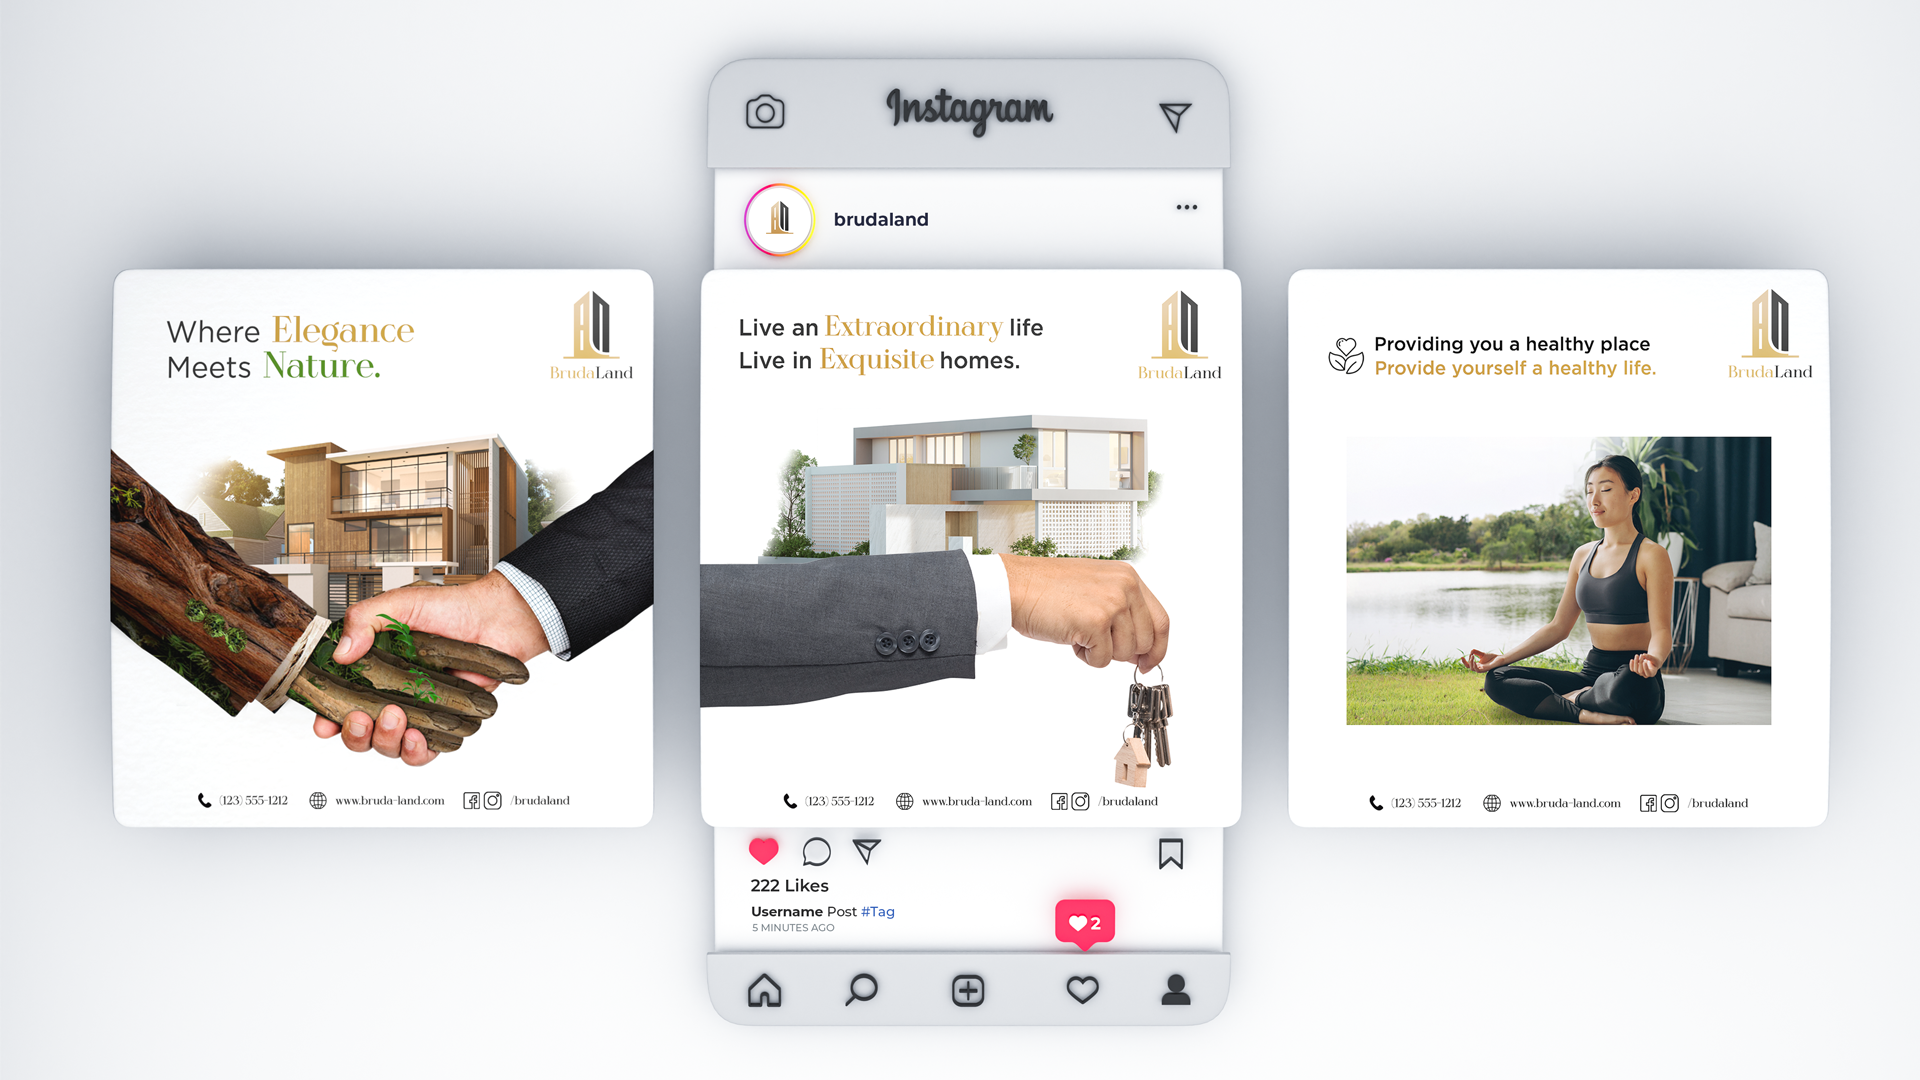 Instagram
brudaland
Where Elegance
Meets Nature.
BrudaLand
(123) 555-1212 www.bruda-land.com /brudaland
Live an Extraordinary life
Live in Exquisite homes.
BrudaLand
(123) 555-1212 www.bruda-land.com /brudaland
Providing you a healthy place
Provide yourself a healthy life.
BrudaLand
(123) 555-1212 www.bruda-land.com /brudaland
222 Likes
Username Post #Tag
5 MINUTES AGO
2